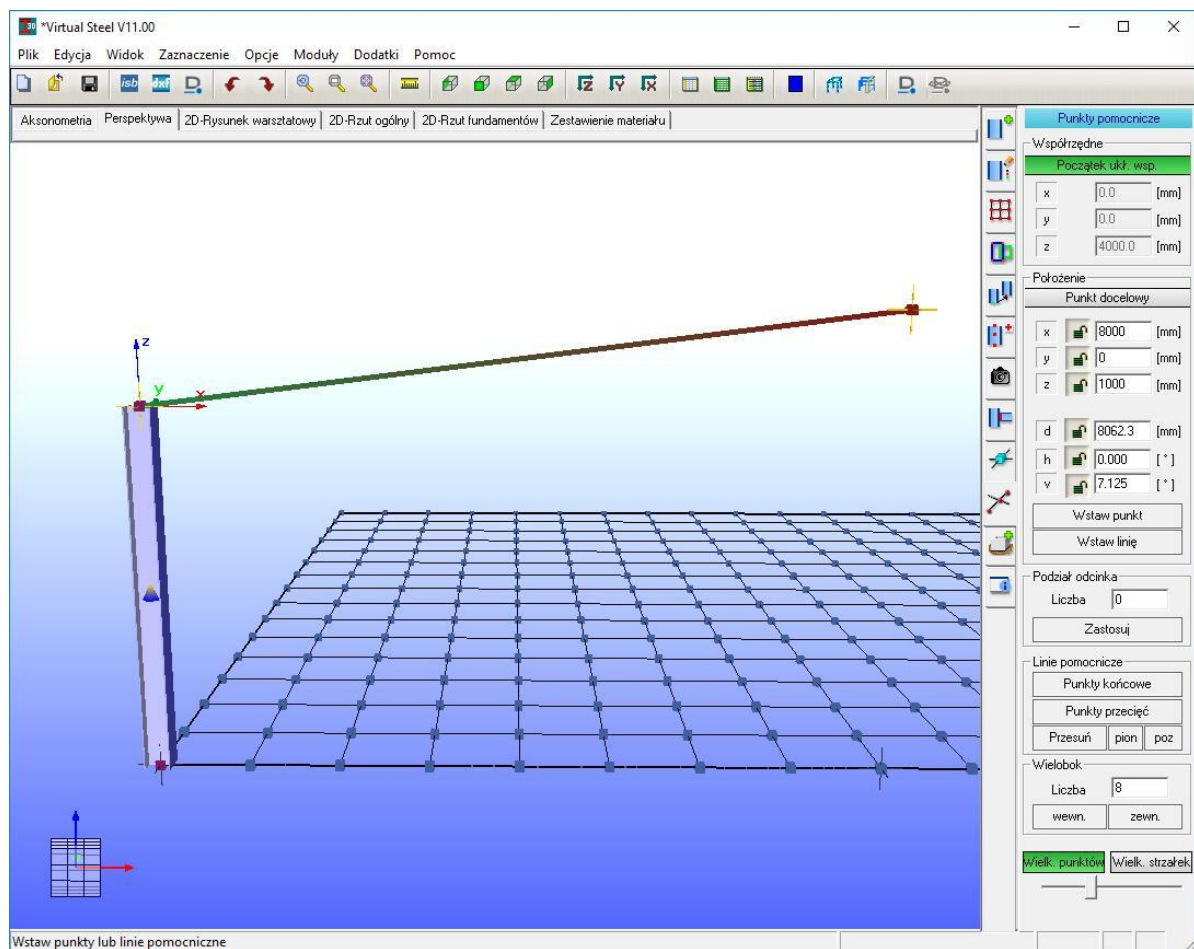 *Virtual Steel V11.00
Plik Edycja Widok Zaznaczenie Opcje Moduły Dodatki Pomoc
isb dxf D Z Y X D
Aksonometria Perspektywa 2D-Rysunek warsztatowy 2D-Rzut ogólny 2D-Rzut fundamentów Zestawienie materiału
Punkty pomocnicze
Współrzędne
Początek ukł. wsp.
x 0.0 [mm]
y 0.0 [mm]
z 4000.0 [mm]
Położenie
Punkt docelowy
x 8000 [mm]
y 0 [mm]
z 1000 [mm]
d 8062.3 [mm]
h 0.000 [°]
v 7.125 [°]
Wstaw punkt
Wstaw linię
Podział odcinka
Liczba 0
Zastosuj
Linie pomocnicze
Punkty końcowe
Punkty przecięć
Przesuń pion poz
Wielobok
Liczba 8
wewn. zewn.
Wielk. punktów Wielk. strzałek
z
y
x
Wstaw punkty lub linie pomocniczne